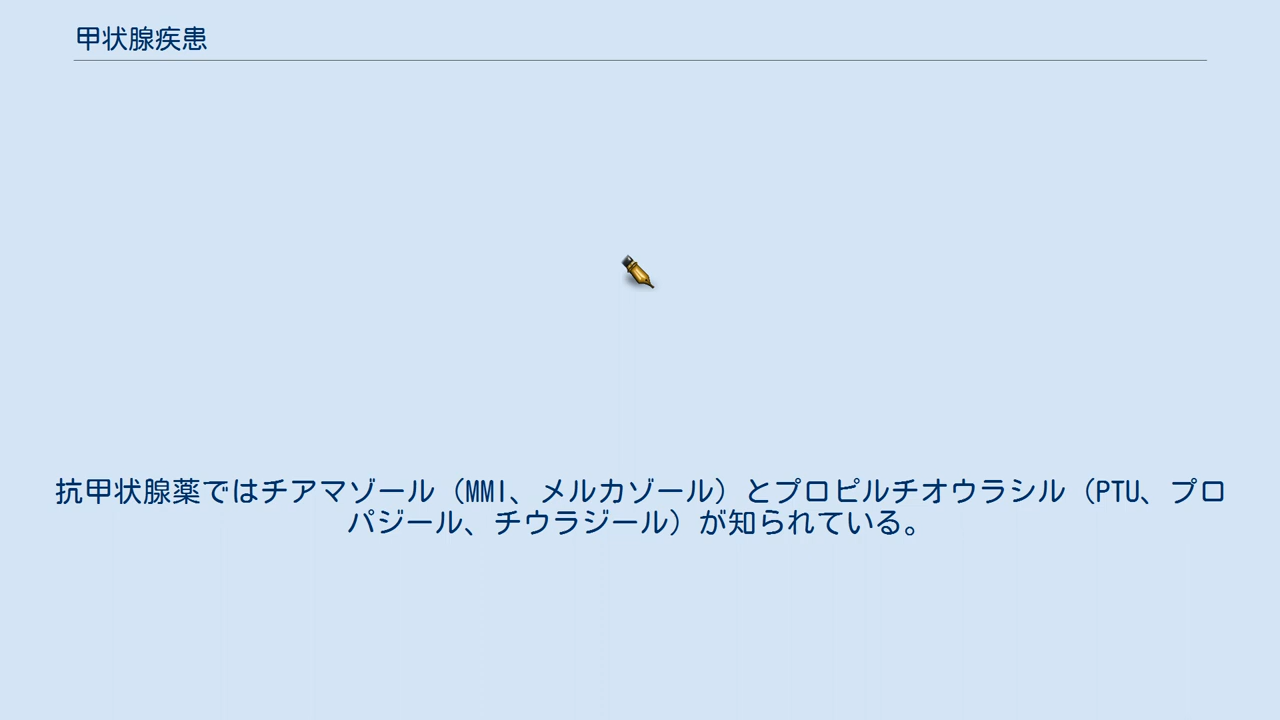 甲状腺疾患
抗甲状腺薬ではチアマゾール（MMI、メルカゾール）とプロピルチオウラシル（PTU、プロ
パジール、チウラジール）が知られている。